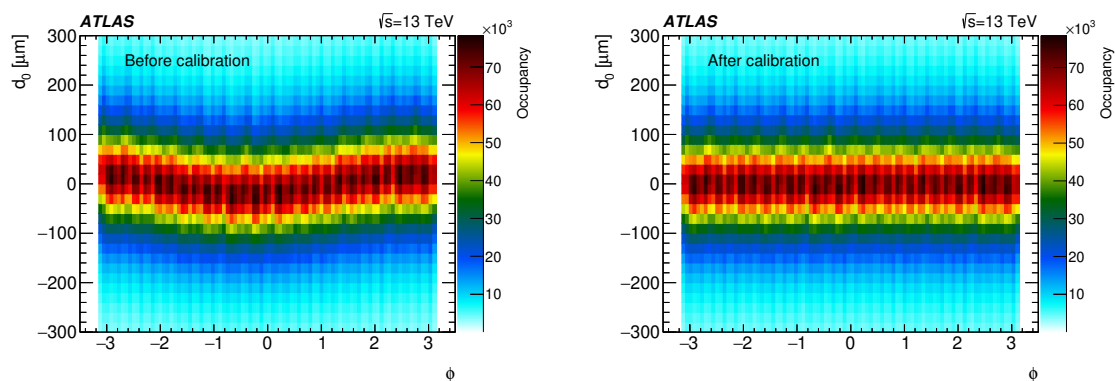 ATLAS √s=13 TeV
×10³
d₀ [μm]
Before calibration
Occupancy
300
200
100
0
−100
−200
−300
70
60
50
40
30
20
10
−3 −2 −1 0 1 2 3
ϕ
ATLAS √s=13 TeV
×10³
d₀ [μm]
After calibration
Occupancy
300
200
100
0
−100
−200
−300
70
60
50
40
30
20
10
−3 −2 −1 0 1 2 3
ϕ